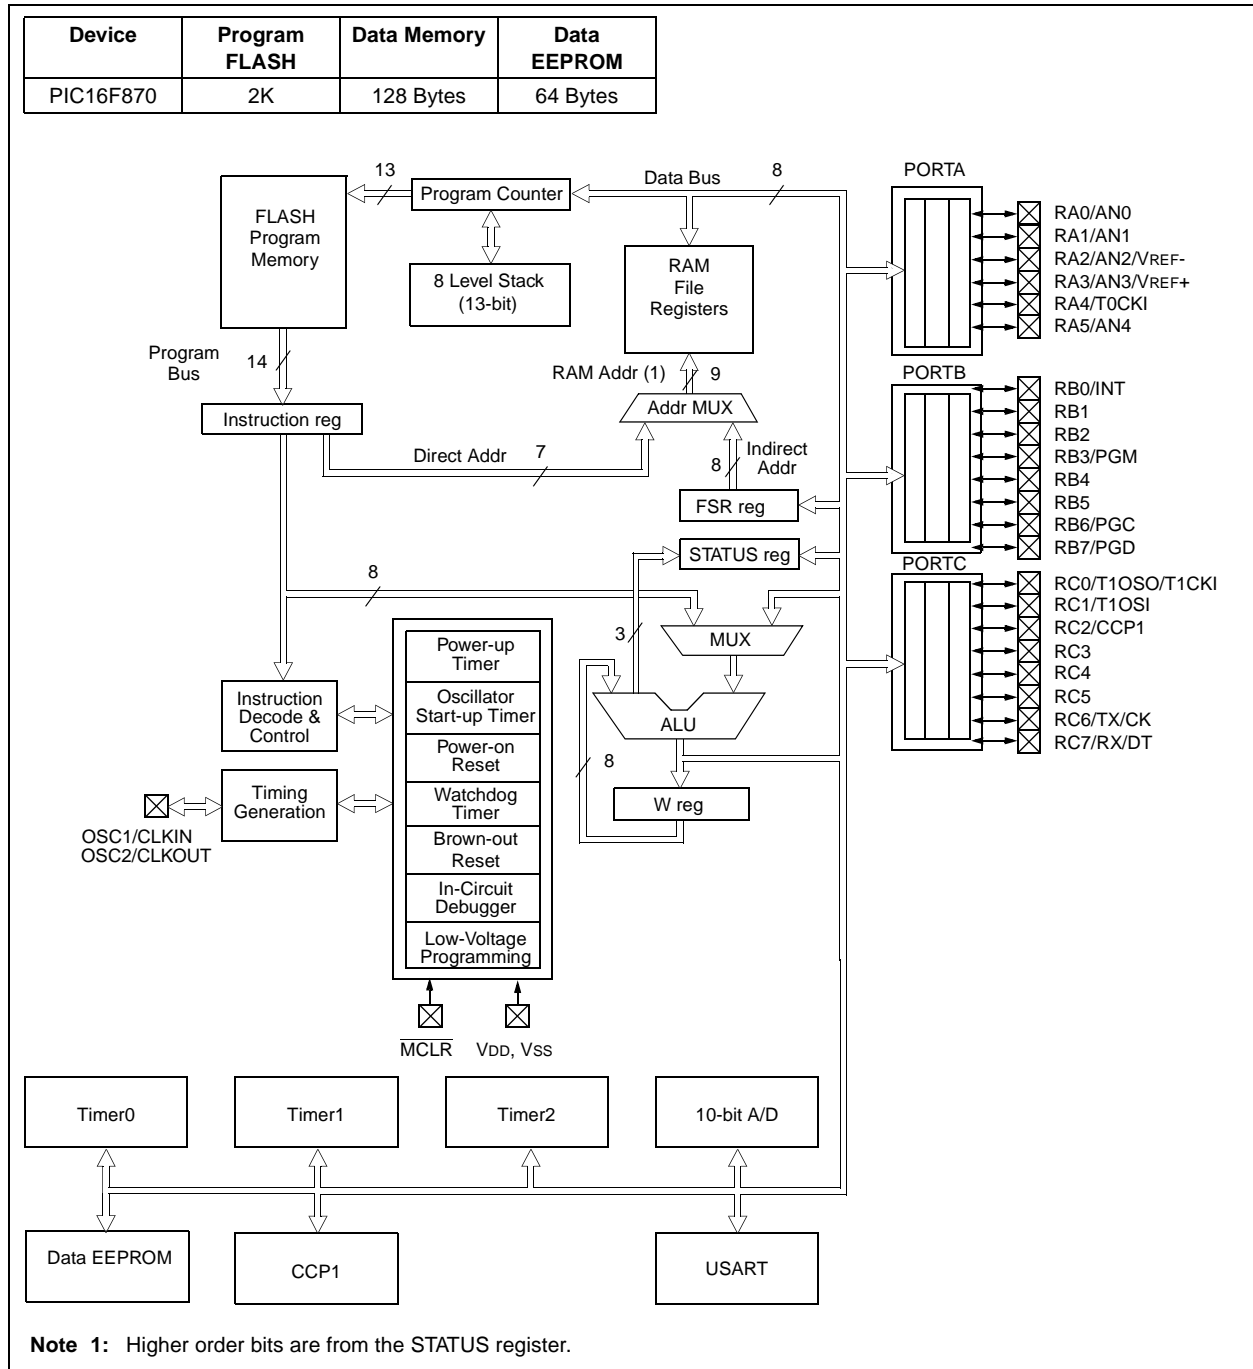 Device Program FLASH Data Memory Data EEPROM
PIC16F870 2K 128 Bytes 64 Bytes
13
Program Counter
Data Bus
8
PORTA
FLASH
Program
Memory
8 Level Stack
(13-bit)
RAM
File
Registers
RA0/AN0
RA1/AN1
RA2/AN2/VREF-
RA3/AN3/VREF+
RA4/T0CKI
RA5/AN4
Program
Bus
14
RAM Addr (1)
9
PORTB
Instruction reg
Addr MUX
RB0/INT
RB1
RB2
RB3/PGM
RB4
RB5
RB6/PGC
RB7/PGD
Direct Addr
7
8
Indirect
Addr
FSR reg
STATUS reg
PORTC
8
3
MUX
RC0/T1OSO/T1CKI
RC1/T1OSI
RC2/CCP1
RC3
RC4
RC5
RC6/TX/CK
RC7/RX/DT
Power-up
Timer
Instruction
Decode &
Control
Oscillator
Start-up Timer
ALU
Power-on
Reset
8
Timing
Generation
Watchdog
Timer
W reg
OSC1/CLKIN
OSC2/CLKOUT
Brown-out
Reset
In-Circuit
Debugger
Low-Voltage
Programming
MCLR
VDD, VSS
Timer0
Timer1
Timer2
10-bit A/D
Data EEPROM
CCP1
USART
Note 1: Higher order bits are from the STATUS register.